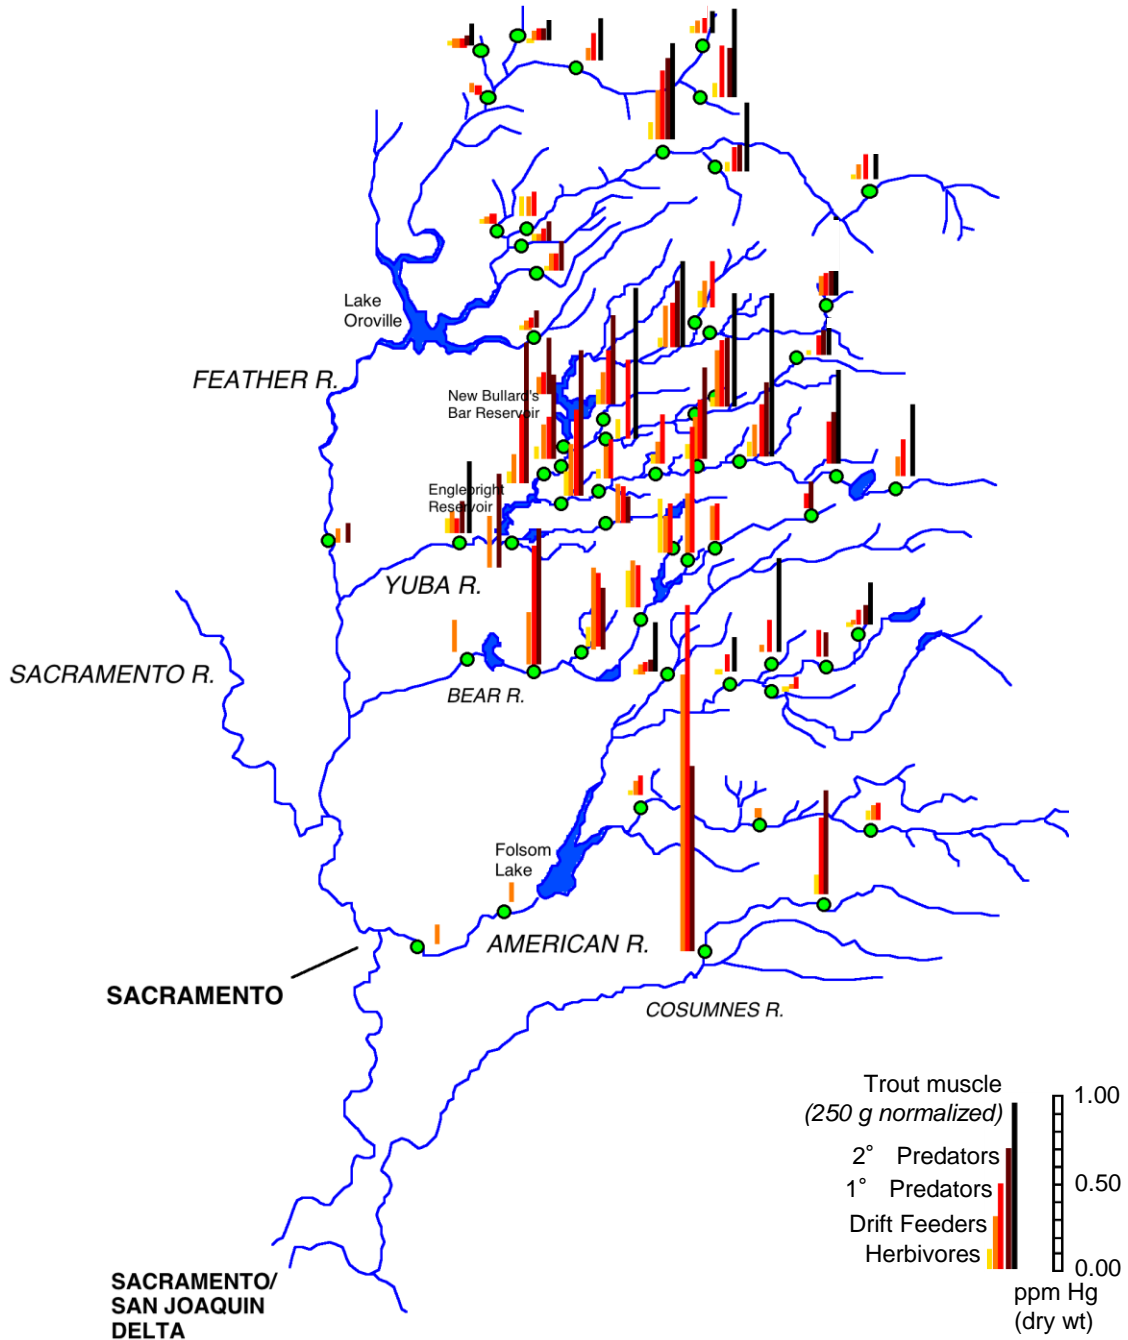 Lake
Oroville
FEATHER R.
New Bullard's
Bar Reservoir
Englebright
Reservoir
YUBA R.
SACRAMENTO R.
BEAR R.
Folsom
Lake
AMERICAN R.
SACRAMENTO
COSUMNES R.
Trout muscle
(250 g normalized)
2° Predators
1° Predators
Drift Feeders
Herbivores
1.00
0.50
0.00
ppm Hg
(dry wt)
SACRAMENTO/
SAN JOAQUIN
DELTA